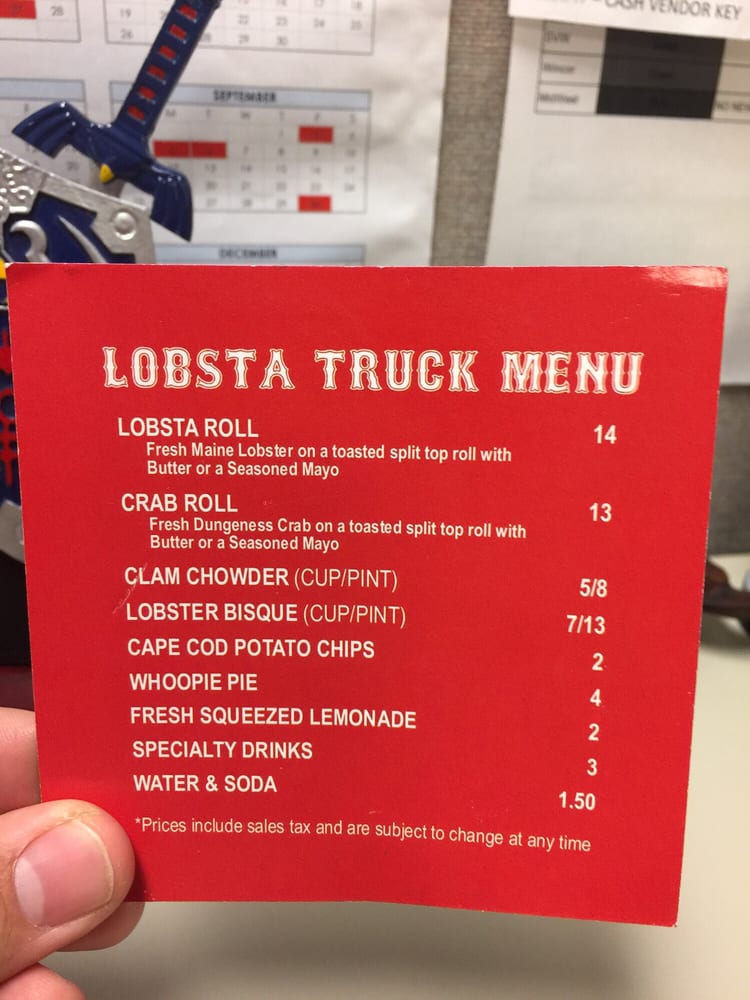 CASH VENDOR KEY
SEPTEMBER
DECEMBER
LOBSTA TRUCK MENU
LOBSTA ROLL 14
Fresh Maine Lobster on a toasted split top roll with
Butter or a Seasoned Mayo
CRAB ROLL 13
Fresh Dungeness Crab on a toasted split top roll with
Butter or a Seasoned Mayo
CLAM CHOWDER (CUP/PINT) 5/8
LOBSTER BISQUE (CUP/PINT) 7/13
CAPE COD POTATO CHIPS 2
WHOOPIE PIE 4
FRESH SQUEEZED LEMONADE 2
SPECIALTY DRINKS 3
WATER & SODA 1.50
*Prices include sales tax and are subject to change at any time